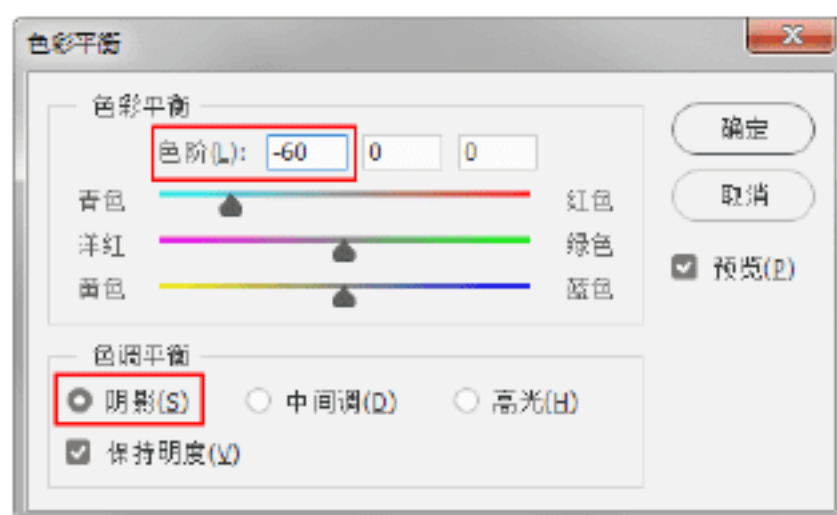 色彩平衡
色彩平衡
色阶(L): -60 0 0
青色 红色
洋红 绿色
黄色 蓝色
确定
取消
预览(P)
色调平衡
阴影(S) 中间调(D) 高光(H)
保持明度(V)